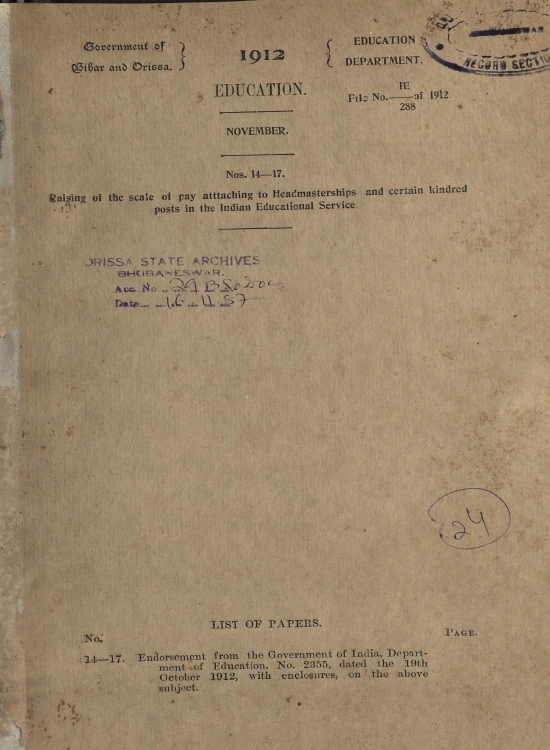 Government of
Bihar and Orissa.
1912
EDUCATION
DEPARTMENT.
RECORD SECTION
EDUCATION.
IE
File No.——of 1912.
288
NOVEMBER.
Nos. 14—17.
Raising of the scale of pay atttaching to Headmasterships and certain kindred
posts in the Indian Educational Service.
ORISSA STATE ARCHIVES
BHUBANESWAR.
Acc. No
Date 16 11 87
24
LIST OF PAPERS.
No.
PAGE.
14—17. Endorsement from the Government of India, Depart-
ment of Education, No. 2355, dated the 19th
October 1912, with enclosures, on the above
subject.